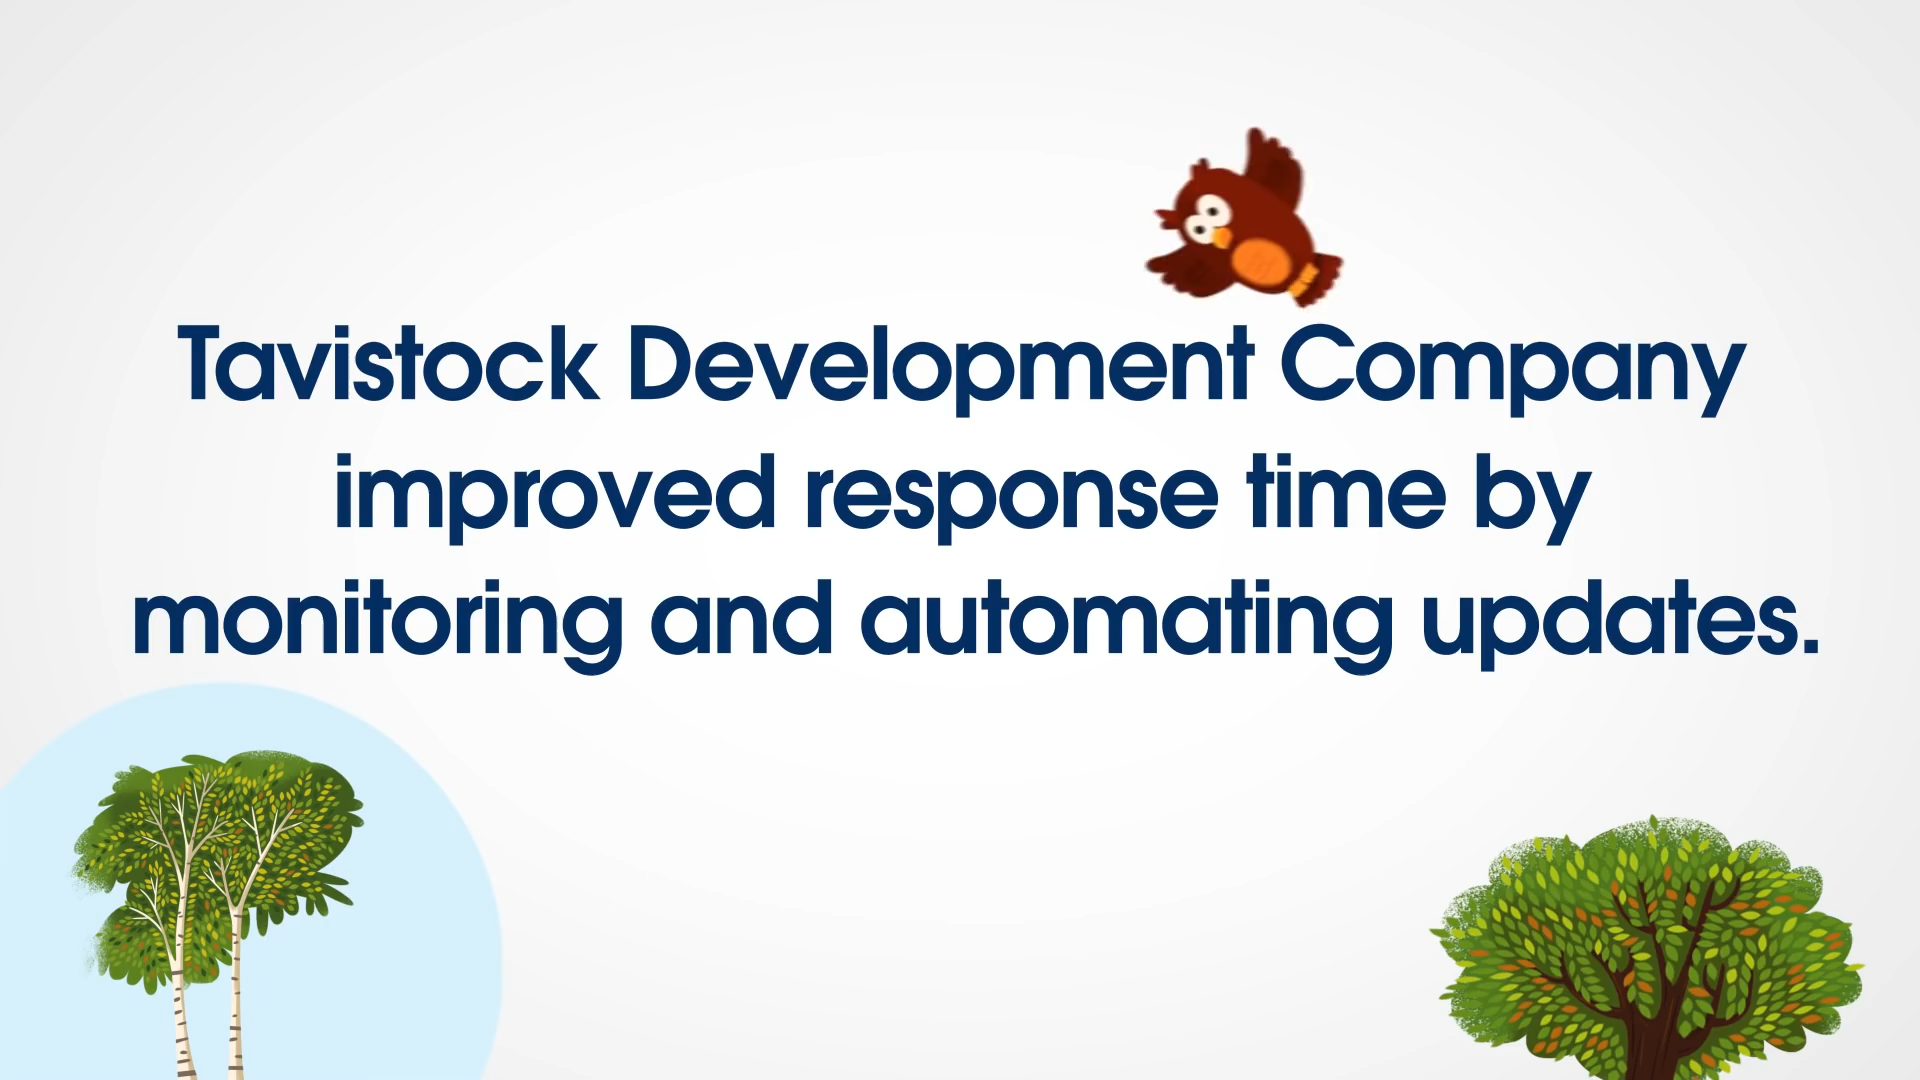 Tavistock Development Company
improved response time by
monitoring and automating updates.